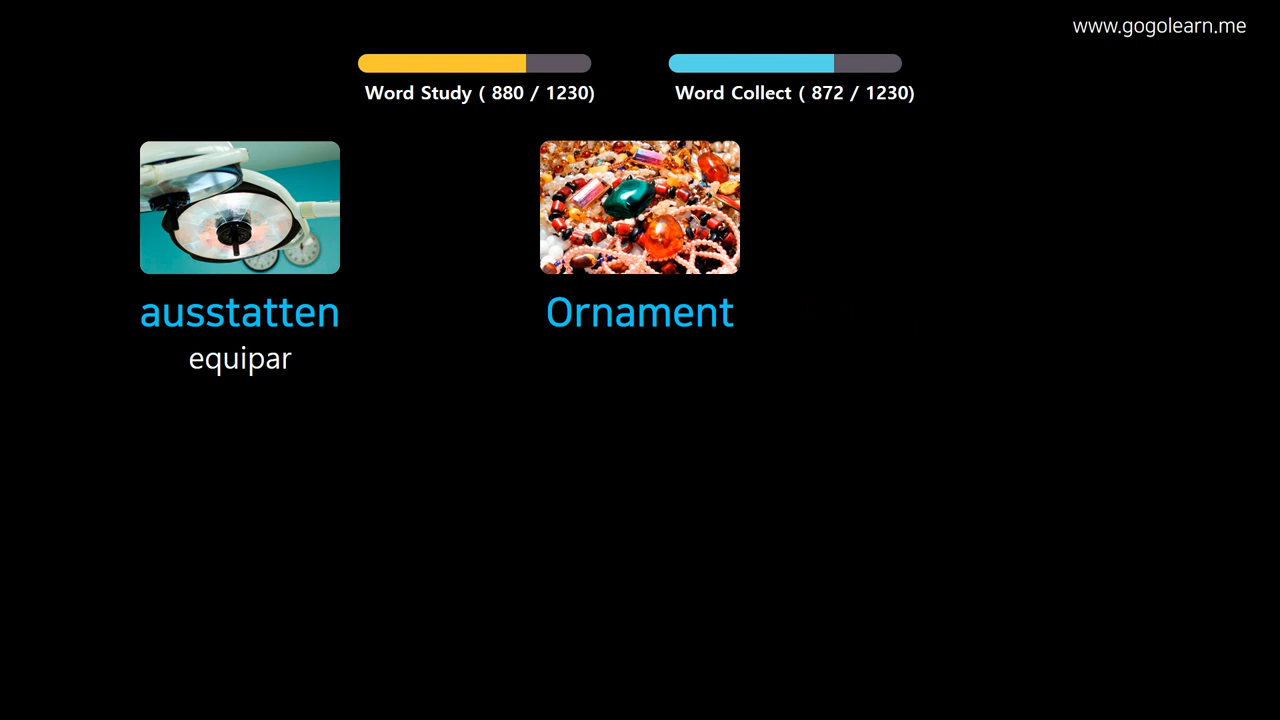 www.gogolearn.me
Word Study ( 880 / 1230)
Word Collect ( 872 / 1230)
ausstatten
equipar
Ornament